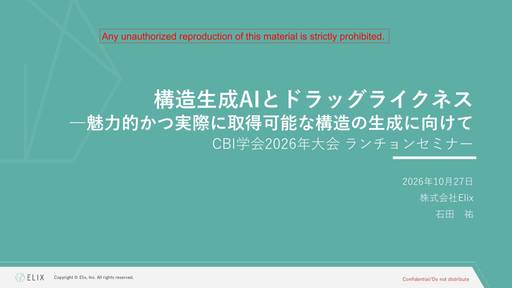 Any unauthorized reproduction of this material is strictly prohibited.
構造生成AIとドラッグライクネス
―魅力的かつ実際に取得可能な構造の生成に向けて
CBI学会2026年大会 ランチョンセミナー
2026年10月27日
株式会社Elix
石田　祐
ELIX
Copyright © Elix, Inc. All rights reserved.
Confidential/Do not distribute